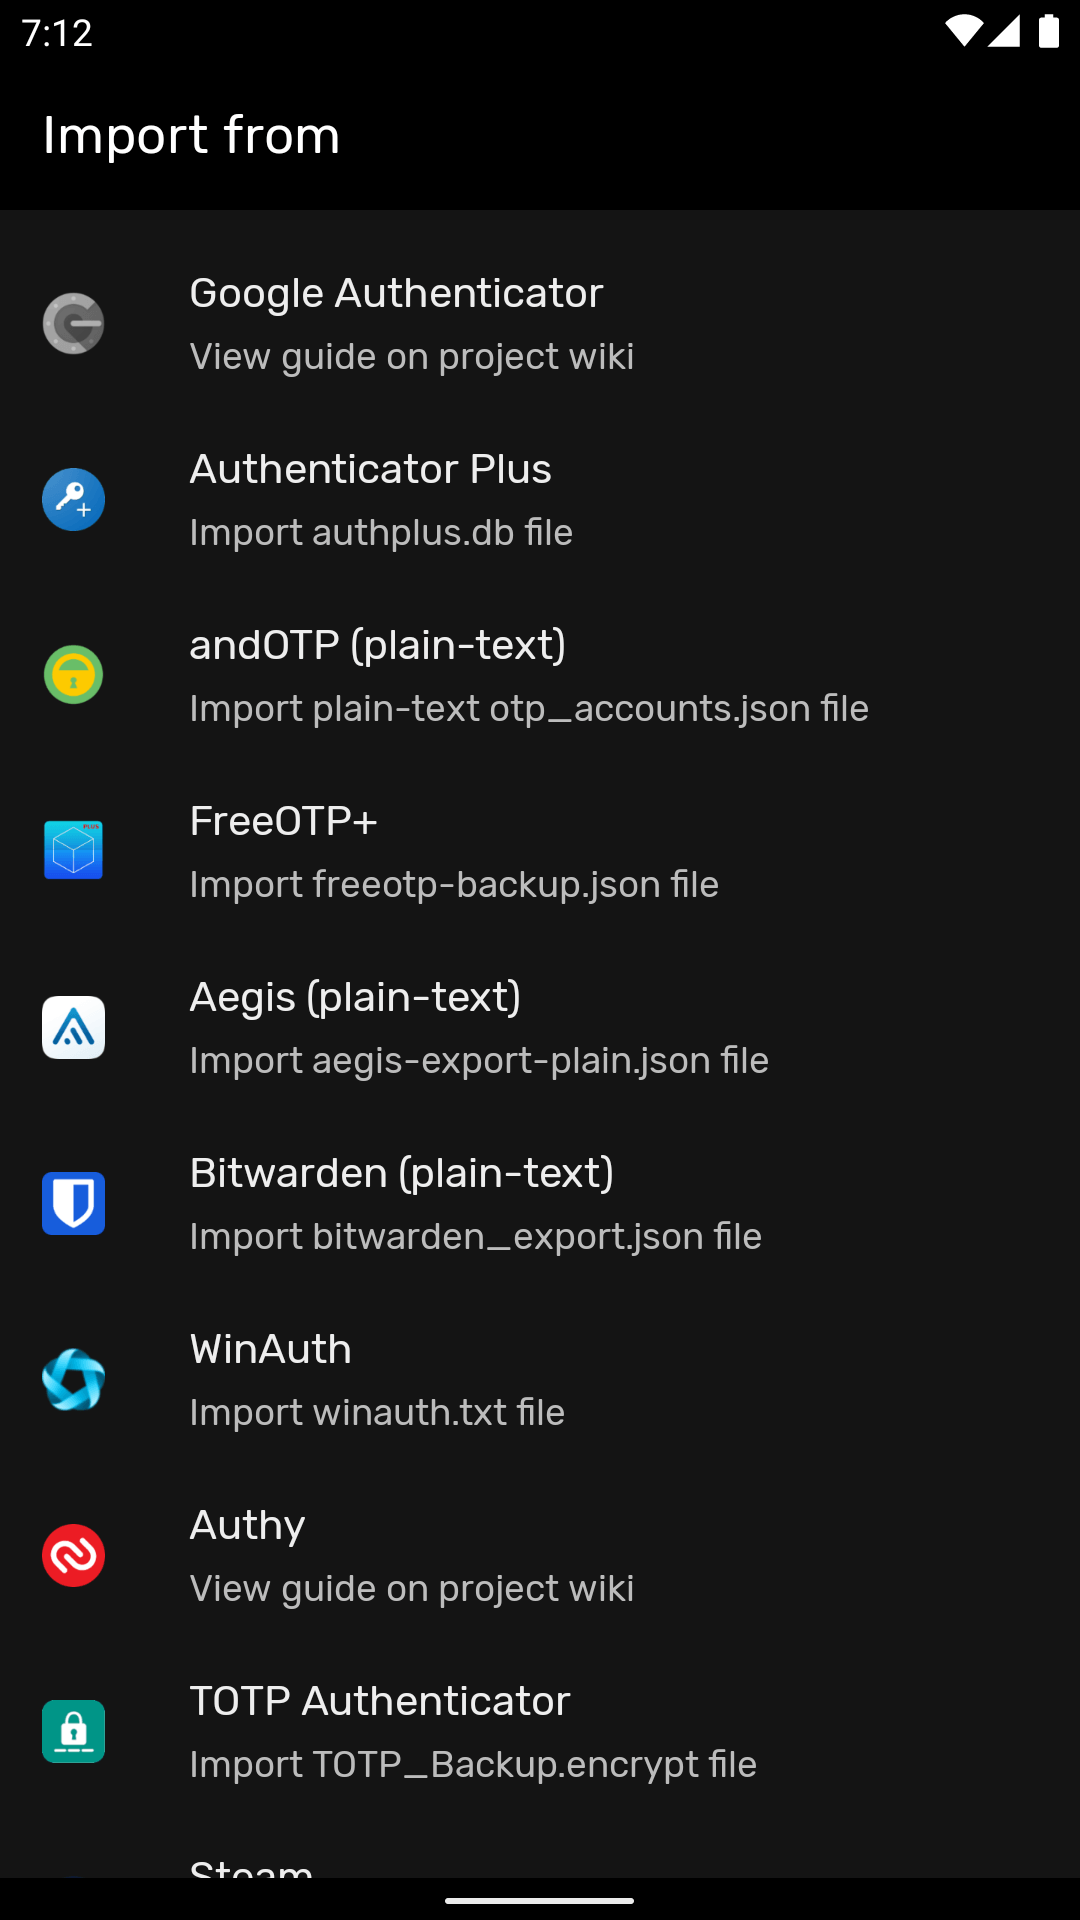 7:12
Import from
Google Authenticator
View guide on project wiki
Authenticator Plus
Import authplus.db file
andOTP (plain-text)
Import plain-text otp_accounts.json file
PLUS
FreeOTP+
Import freeotp-backup.json file
Aegis (plain-text)
Import aegis-export-plain.json file
Bitwarden (plain-text)
Import bitwarden_export.json file
WinAuth
Import winauth.txt file
Authy
View guide on project wiki
TOTP Authenticator
Import TOTP_Backup.encrypt file
Steam